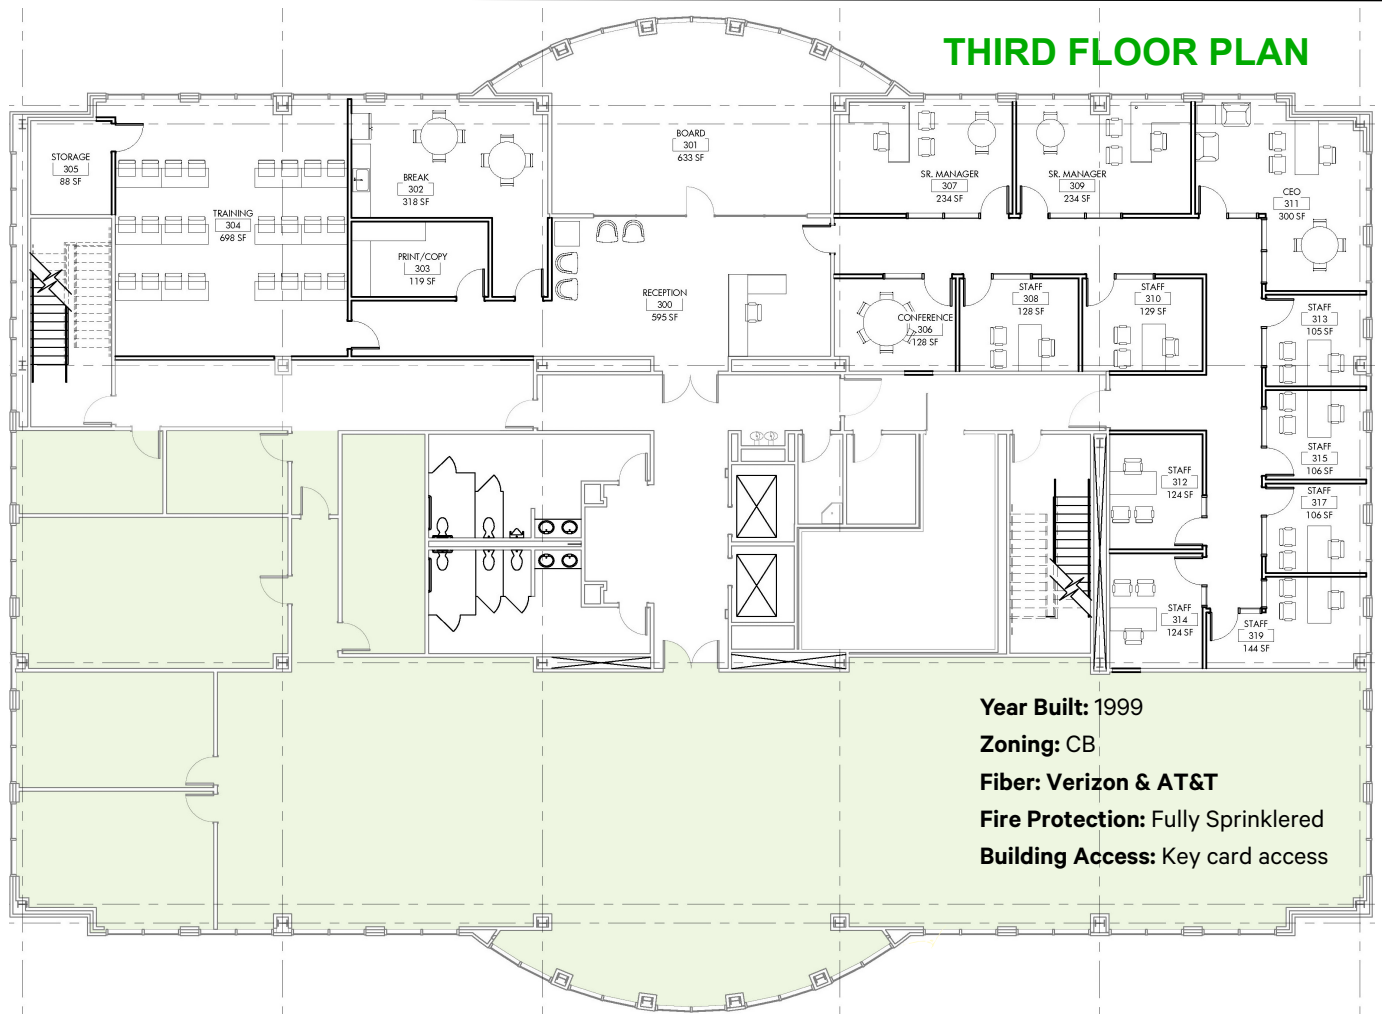 THIRD FLOOR PLAN
STORAGE
305
88 SF
TRAINING
304
698 SF
BREAK
302
318 SF
PRINT/COPY
303
119 SF
BOARD
301
633 SF
RECEPTION
300
595 SF
SR. MANAGER
307
234 SF
SR. MANAGER
309
234 SF
CEO
311
300 SF
CONFERENCE
306
128 SF
STAFF
308
128 SF
STAFF
310
129 SF
STAFF
313
105 SF
STAFF
315
106 SF
STAFF
312
124 SF
STAFF
317
106 SF
STAFF
314
124 SF
STAFF
319
144 SF
Year Built: 1999
Zoning: CB
Fiber: Verizon & AT&T
Fire Protection: Fully Sprinklered
Building Access: Key card access